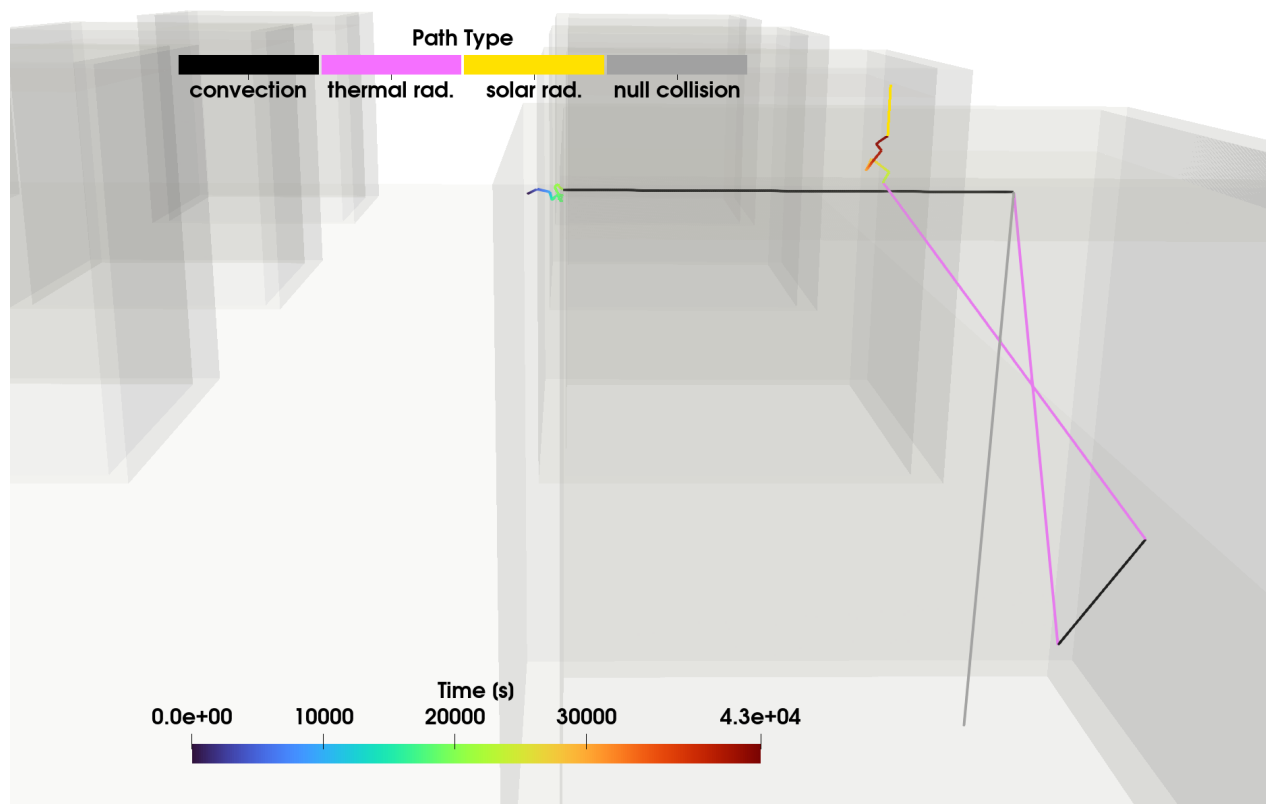 Path Type
convection thermal rad. solar rad. null collision
Time (s)
0.0e+00 10000 20000 30000 4.3e+04